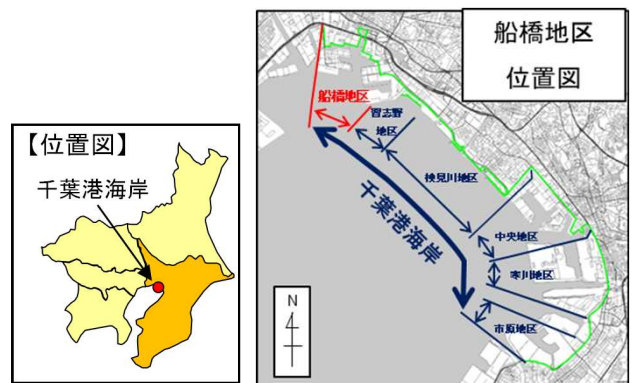 【位置図】
千葉港海岸
船橋地区
位置図
船橋地区
習志野
地区
検見川地区
千葉港海岸
中央地区
寒川地区
市原地区
N